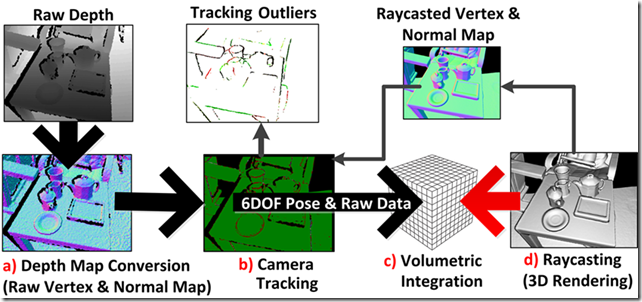 Raw Depth
Tracking Outliers
Raycasted Vertex &
Normal Map
6DOF Pose & Raw Data
a) Depth Map Conversion
(Raw Vertex & Normal Map)
b) Camera
Tracking
c) Volumetric
Integration
d) Raycasting
(3D Rendering)